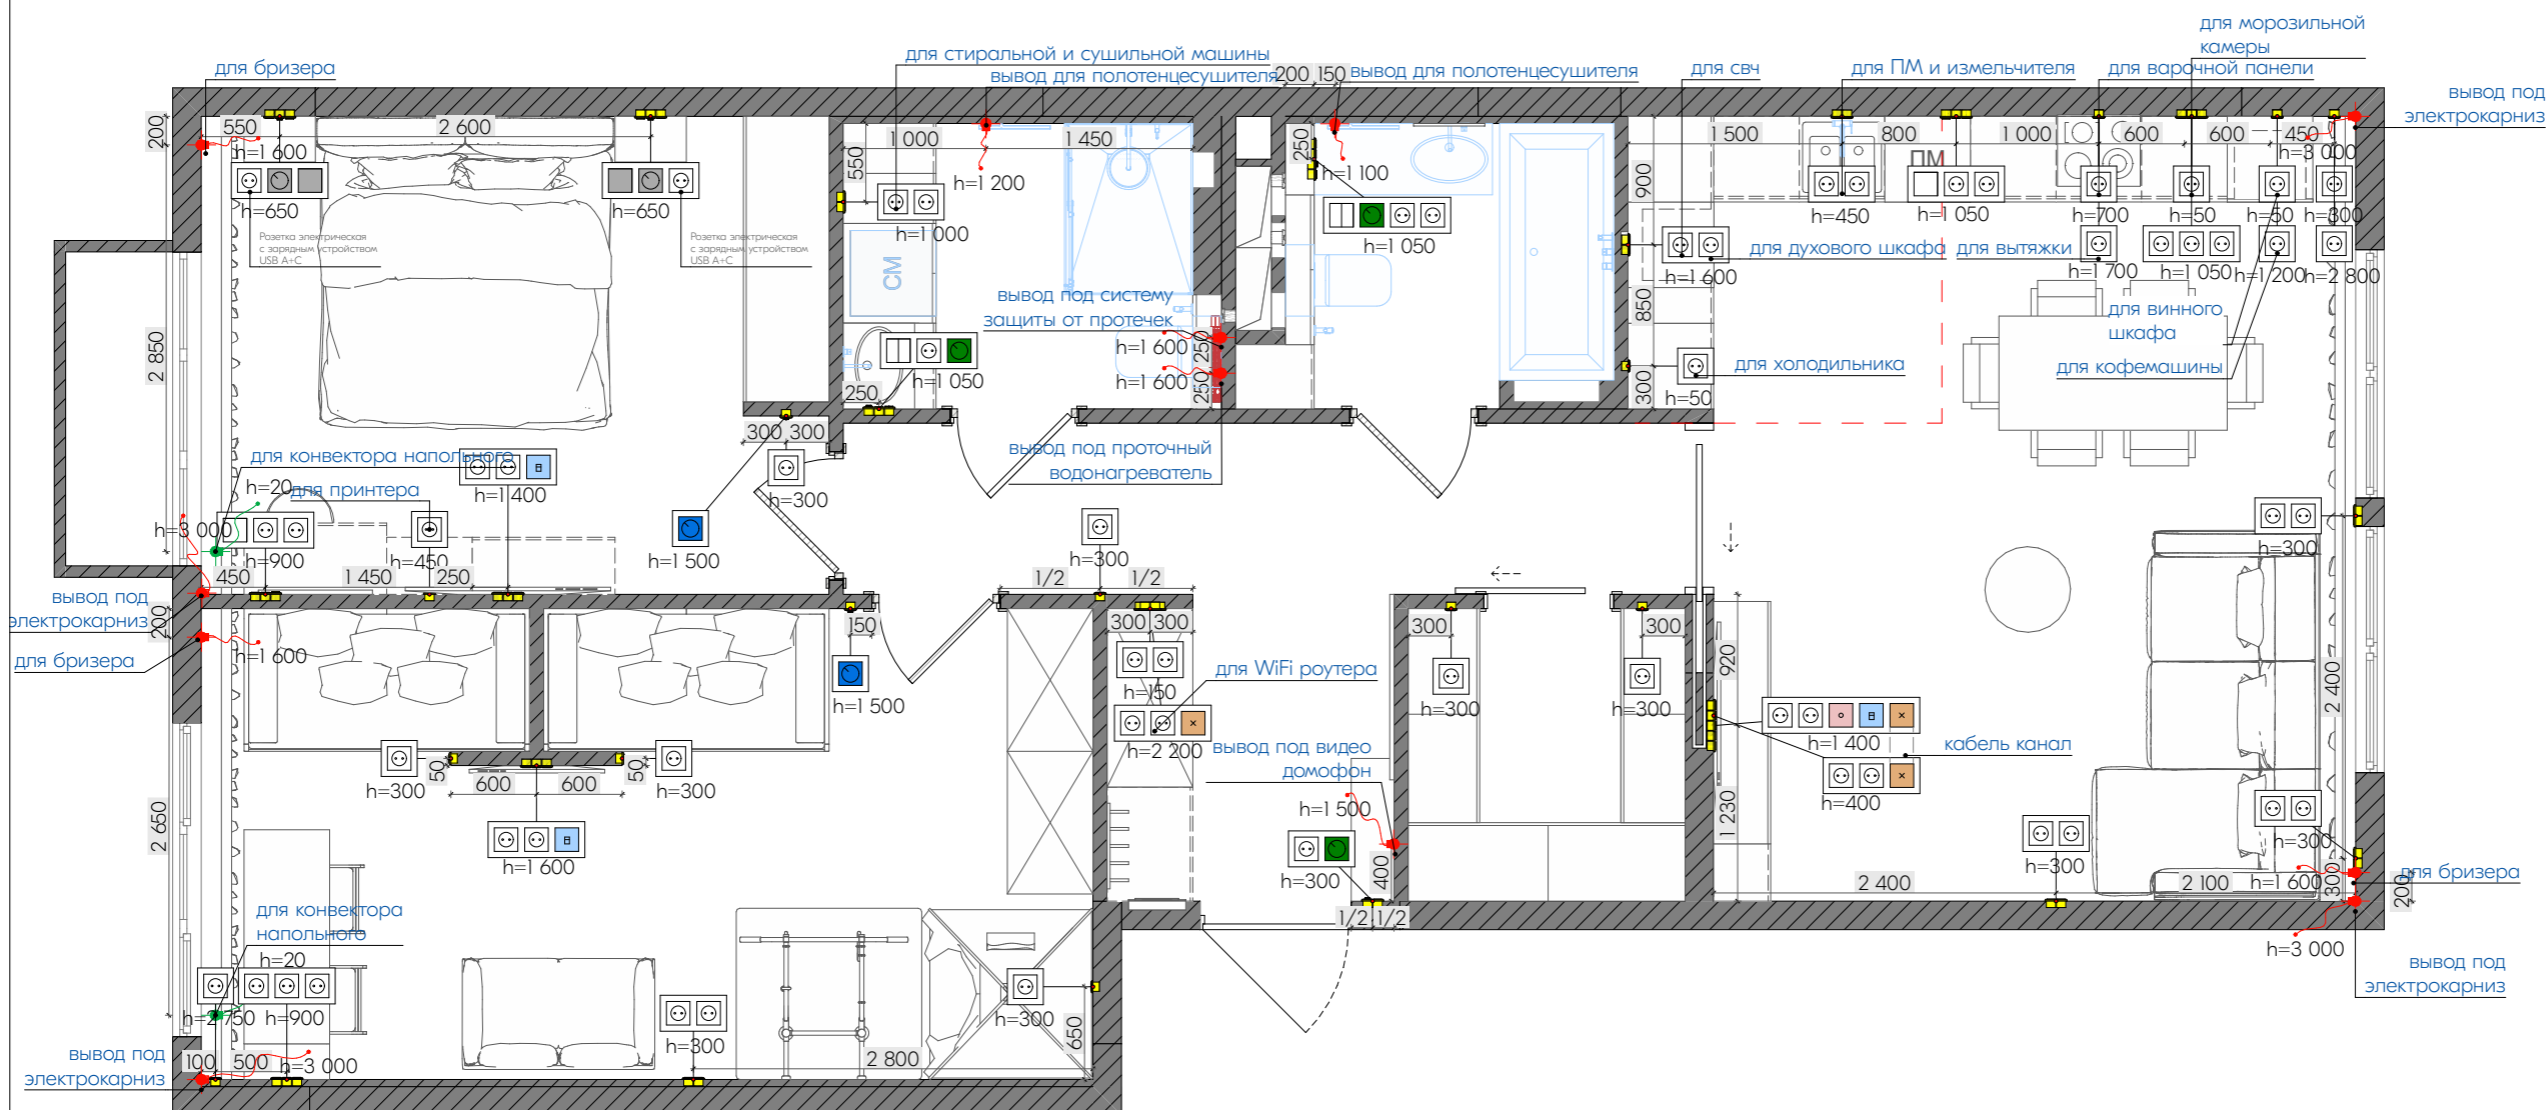 для морозильной
камеры
для стиральной и сушильной машины
для бризера
вывод для полотенцесушителя
200 150
вывод для полотенцесушителя
для свч
для ПМ и измельчителя
для варочной панели
вывод под
электрокарниз
200
550
2 600
h=1 600
1 000
1 450
250
1 500
800
1 000
600
600
450
h=3 000
550
h=1 200
h=1 100
ПМ
900
h=650
h=650
h=1 000
h=1 050
h=450
h=1 050
h=700
h=50
h=50
h=300
Розетка электрическая
с зарядным устройством
USB A+C
Розетка электрическая
с зарядным устройством
USB A+C
для духового шкафа
для вытяжки
СМ
h=1 600
h=1 700
h=1 050
h=1 200
h=2 800
вывод под систему
защиты от протечек
850
для винного
шкафа
2 850
h=1 600
250
h=1 050
h=1 600
250
для холодильника
для кофемашины
250
300
h=50
300 300
вывод под проточный
водонагреватель
для конвектора напольного
h=20
для принтера
h=1 400
h=300
h=3 000
h=900
h=450
h=1 500
h=300
h=300
450
1 450
250
1/2
1/2
вывод под
электрокарниз
200
для бризера
h=1 600
150
300 300
300
300
920
h=150
для WiFi роутера
h=1 500
h=300
h=300
2 400
h=2 200
h=1 400
вывод под видео
домофон
кабель канал
50
600
600
50
h=300
h=300
h=1 500
h=400
2 650
h=1 600
1 230
h=300
h=300
h=300
400
2 400
2 100
h=1 600
300
для бризера
200
для конвектора
напольного
h=20
1/2 1/2
h=3 000
вывод под
электрокарниз
h=2 750
h=900
h=300
h=300
650
вывод под
электрокарниз
100
500
h=3 000
2 800